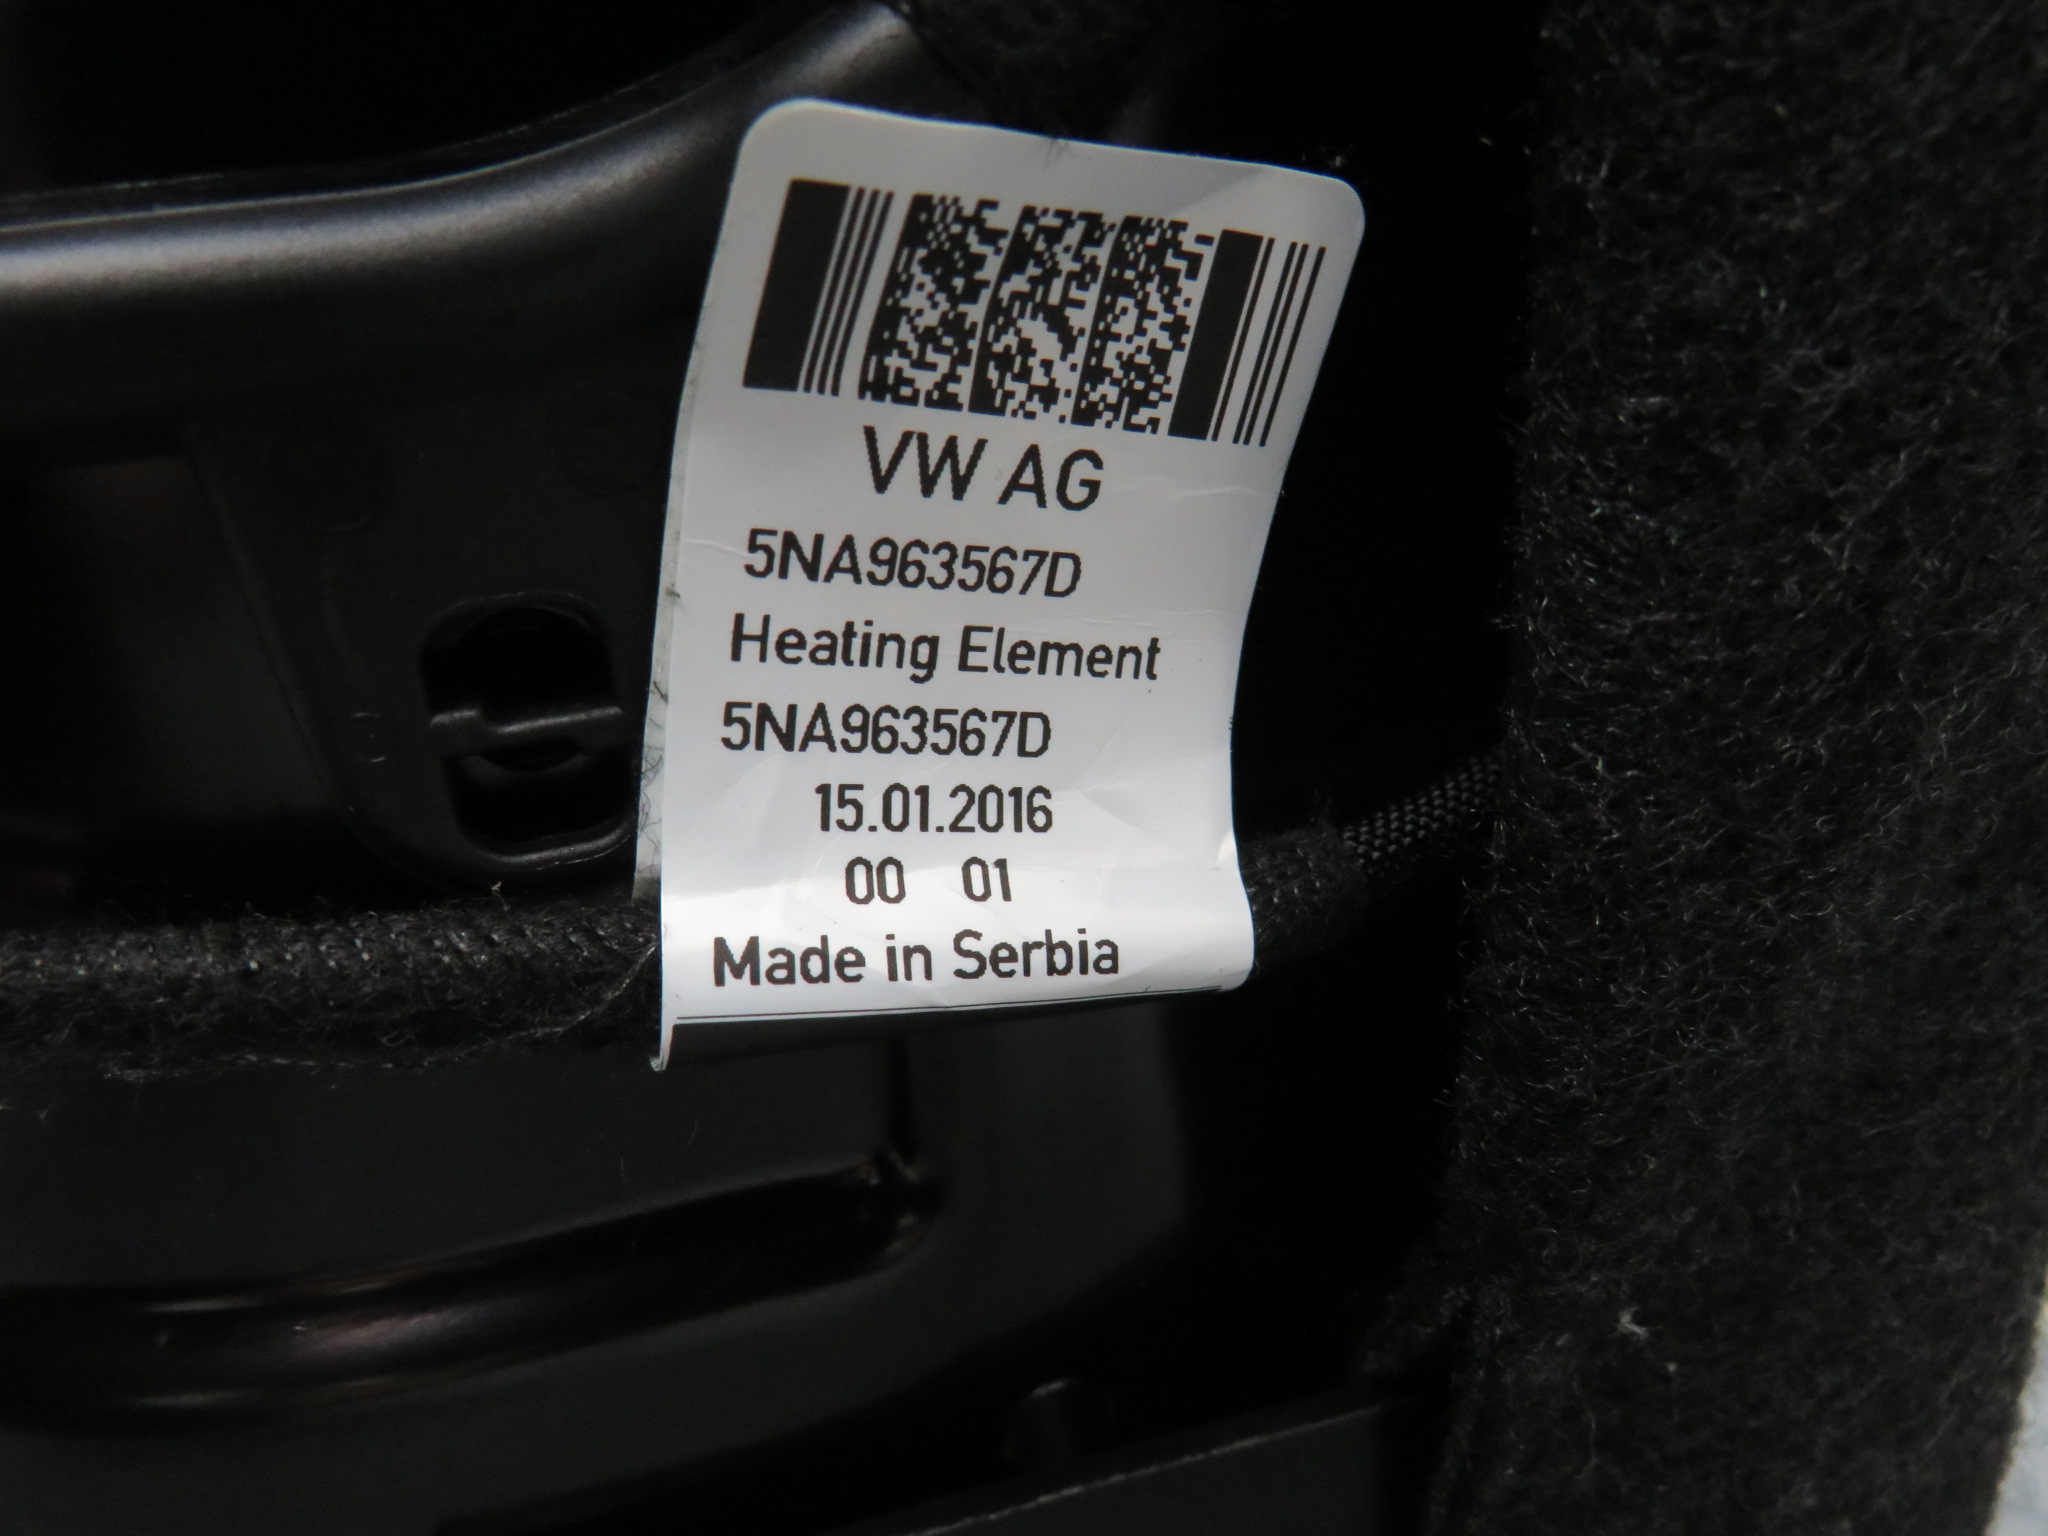 VW AG
5NA963567D
Heating Element
5NA963567D
15.01.2016
00 01
Made in Serbia